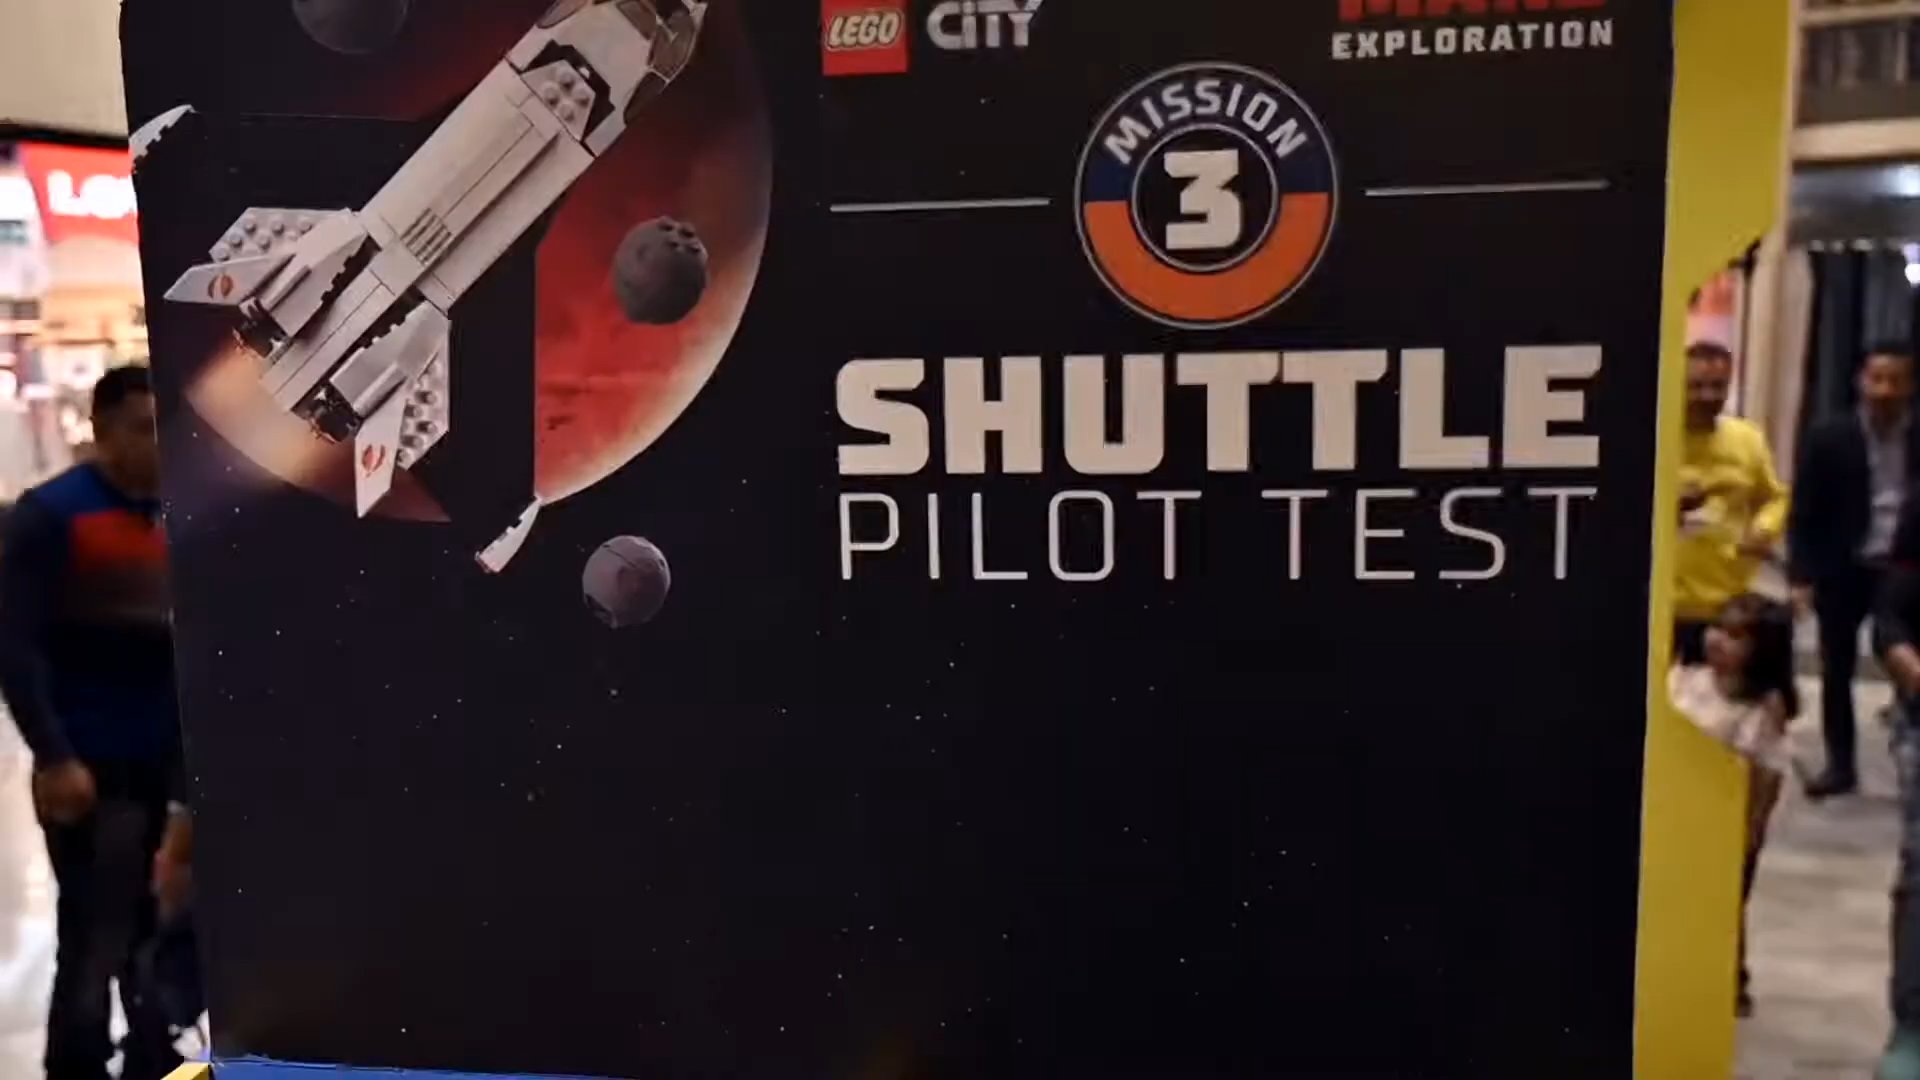 LEGO CITY
EXPLORATION
MISSION
3
SHUTTLE
PILOT TEST